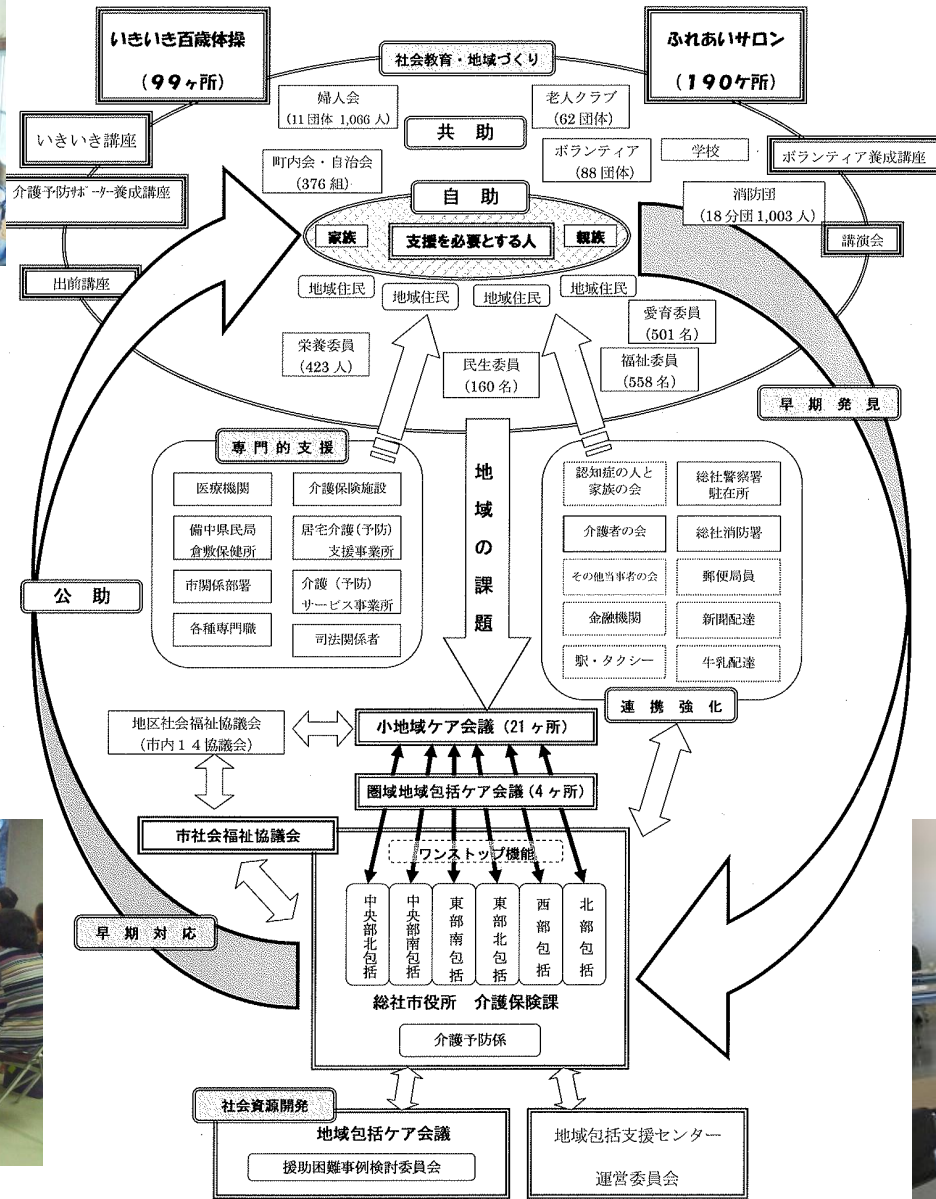 いきいき百歳体操
(99ヶ所)
ふれあいサロン
(190ケ所)
社会教育・地域づくり
婦人会
(11団体 1,066人)
老人クラブ
(62団体)
共助
いきいき講座
町内会・自治会
(376組)
ボランティア
(88団体)
学校
ボランティア養成講座
介護予防ｻﾎﾟｰﾀｰ養成講座
自助
消防団
(18分団1,003人)
家族
支援を必要とする人
親族
講演会
出前講座
地域住民
地域住民
地域住民
地域住民
愛育委員
(501名)
栄養委員
(423人)
民生委員
(160名)
福祉委員
(558名)
早期発見
専門的支援
医療機関
介護保険施設
備中県民局
倉敷保健所
居宅介護(予防)
支援事業所
市関係部署
介護(予防)
サービス事業所
各種専門職
司法関係者
地域の課題
認知症の人と
家族の会
総社警察署
駐在所
介護者の会
総社消防署
その他当事者の会
郵便局員
金融機関
新聞配達
駅・タクシー
牛乳配達
連携強化
公助
地区社会福祉協議会
(市内14協議会)
小地域ケア会議(21ヶ所)
圏域地域包括ケア会議(4ヶ所)
市社会福祉協議会
ワンストップ機能
中央部北包括
中央部南包括
東部南包括
東部北包括
西部包括
北部包括
早期対応
総社市役所 介護保険課
介護予防係
社会資源開発
地域包括ケア会議
援助困難事例検討委員会
地域包括支援センター
運営委員会